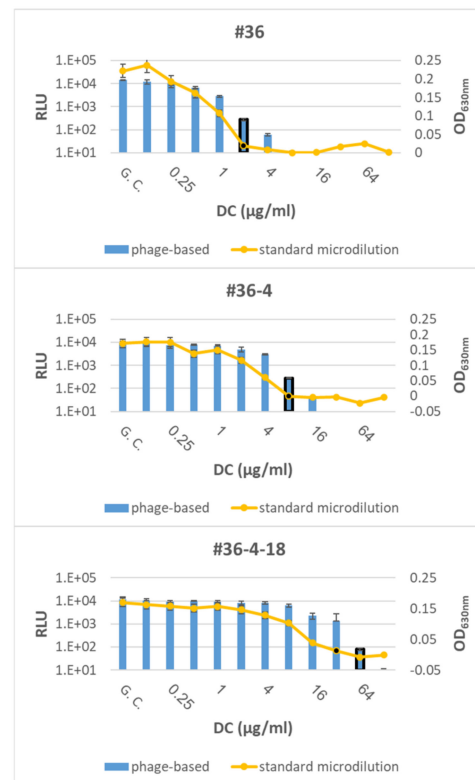 #36
1.E+05 0.25
1.E+04 0.2
1.E+03 0.15
0.1
1.E+02 0.05
1.E+01 0
RLU
OD630nm
G. C. 0.25 1 4 16 64
DC (µg/ml)
phage-based standard microdilution
#36-4
1.E+05 0.25
0.2
1.E+04 0.15
1.E+03 0.1
0.05
1.E+02 0
1.E+01 -0.05
RLU
OD630nm
G. C. 0.25 1 4 16 64
DC (µg/ml)
phage-based standard microdilution
#36-4-18
1.E+05 0.25
1.E+04 0.15
1.E+03
1.E+02 0.05
1.E+01 -0.05
RLU
OD630nm
G. C. 0.25 1 4 16 64
DC (µg/ml)
phage-based standard microdilution